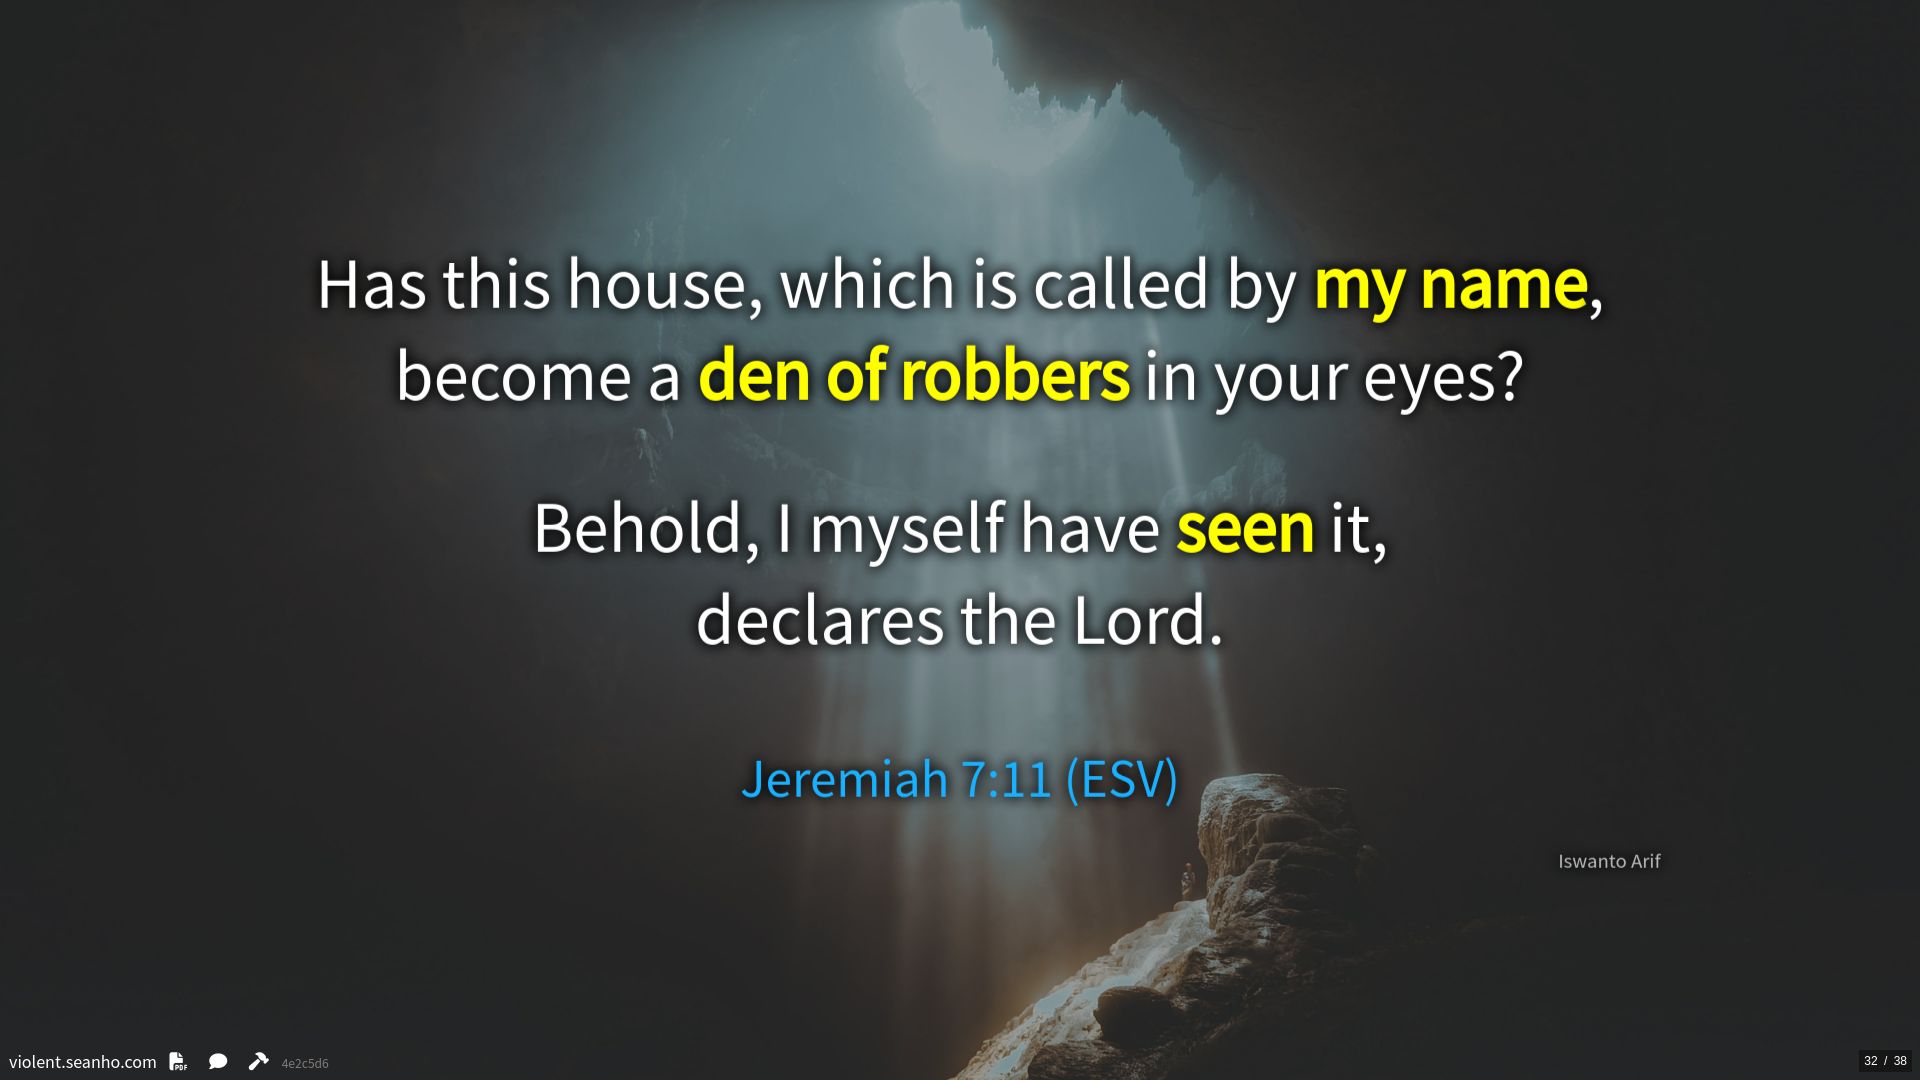 Has this house, which is called by my name,
become a den of robbers in your eyes?
Behold, I myself have seen it,
declares the Lord.
Jeremiah 7:11 (ESV)
Iswanto Arif
violent.seanho.com PDF 4e2c5d6
32 / 38